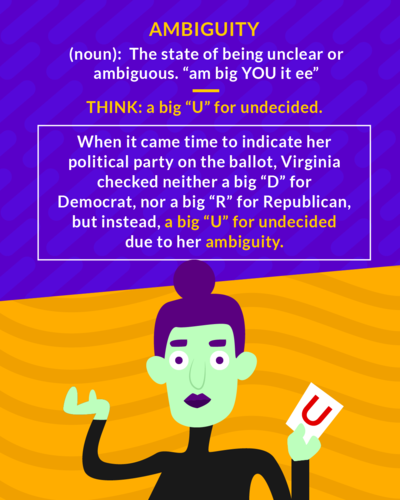 AMBIGUITY
(noun):  The state of being unclear or
ambiguous. “am big YOU it ee”
THINK: a big “U” for undecided.
When it came time to indicate her
political party on the ballot, Virginia
checked neither a big “D” for
Democrat, nor a big “R” for Republican,
but instead, a big “U” for undecided
due to her ambiguity.
U